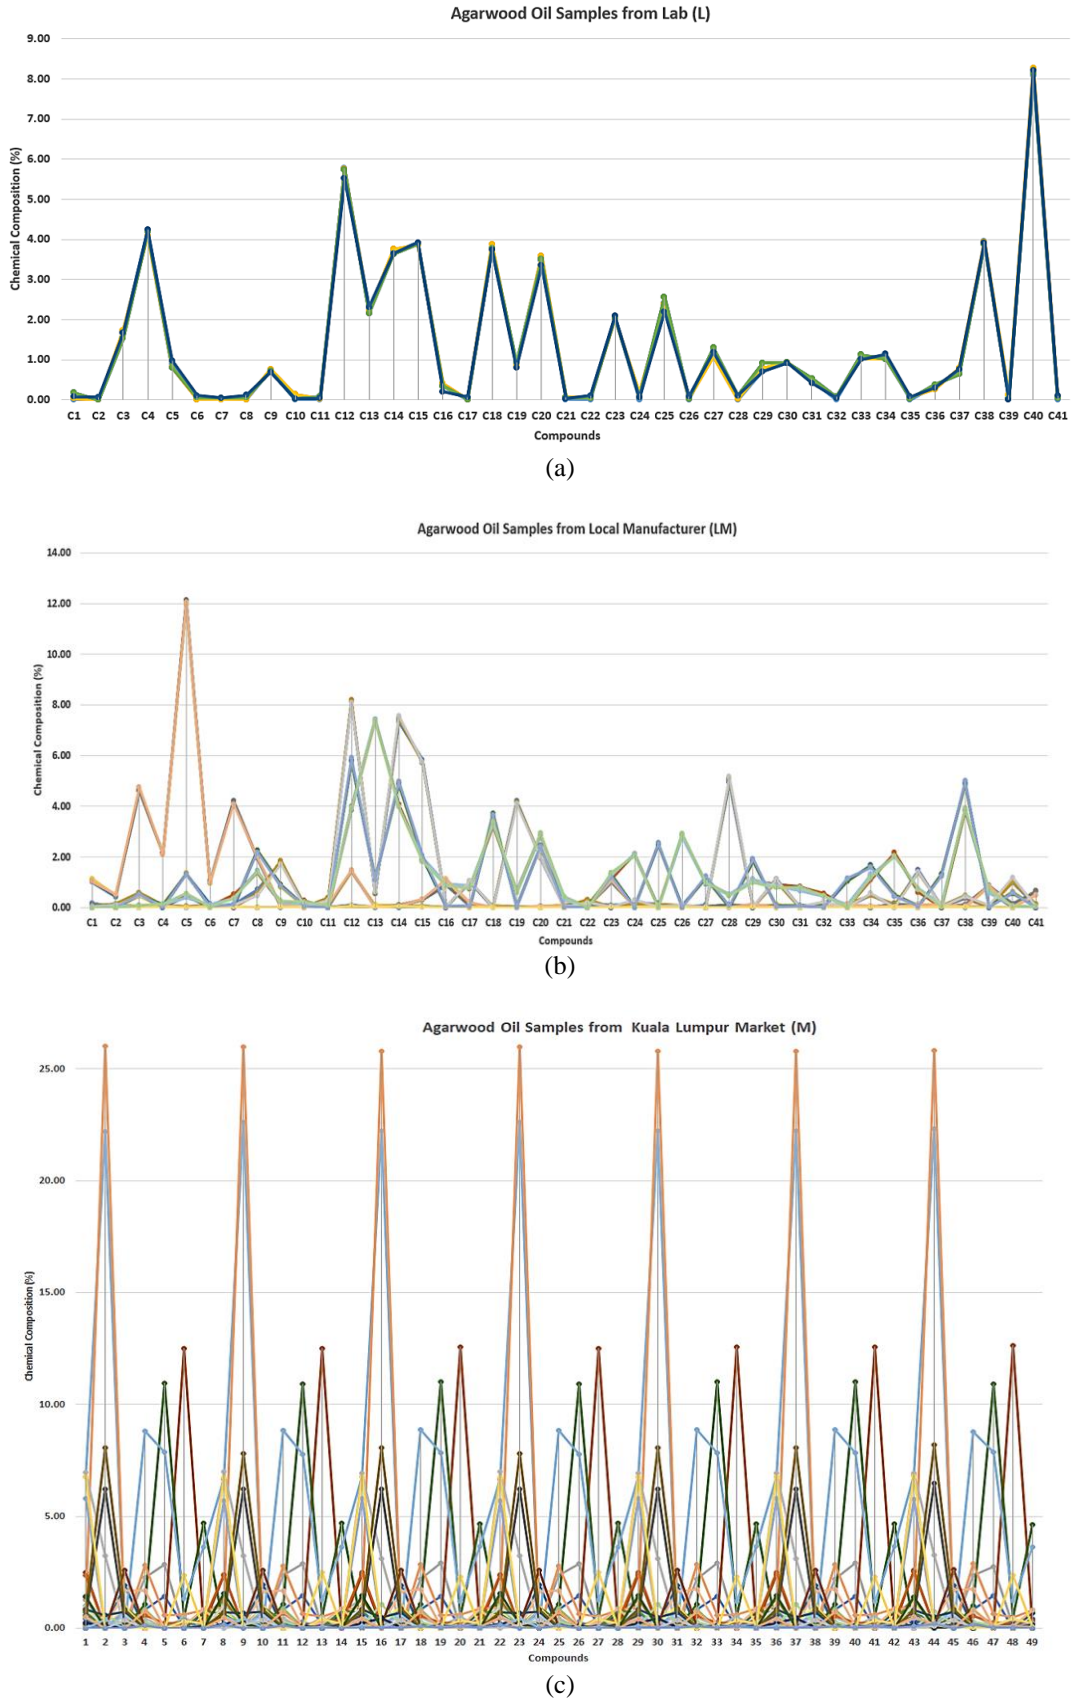 Agarwood Oil Samples from Lab (L)
9.00
8.00
7.00
6.00
5.00
4.00
3.00
2.00
1.00
0.00
Chemical Composition (%)
C1 C2 C3 C4 C5 C6 C7 C8 C9 C10 C11 C12 C13 C14 C15 C16 C17 C18 C19 C20 C21 C22 C23 C24 C25 C26 C27 C28 C29 C30 C31 C32 C33 C34 C35 C36 C37 C38 C39 C40 C41
Compounds
(a)
Agarwood Oil Samples from Local Manufacturer (LM)
14.00
12.00
10.00
8.00
6.00
4.00
2.00
0.00
Chemical Composition (%)
C1 C2 C3 C4 C5 C6 C7 C8 C9 C10 C11 C12 C13 C14 C15 C16 C17 C18 C19 C20 C21 C22 C23 C24 C25 C26 C27 C28 C29 C30 C31 C32 C33 C34 C35 C36 C37 C38 C39 C40 C41
Compounds
(b)
Agarwood Oil Samples from Kuala Lumpur Market (M)
25.00
20.00
15.00
10.00
5.00
0.00
Chemical Composition (%)
1 2 3 4 5 6 7 8 9 10 11 12 13 14 15 16 17 18 19 20 21 22 23 24 25 26 27 28 29 30 31 32 33 34 35 36 37 38 39 40 41 42 43 44 45 46 47 48 49
Compounds
(c)